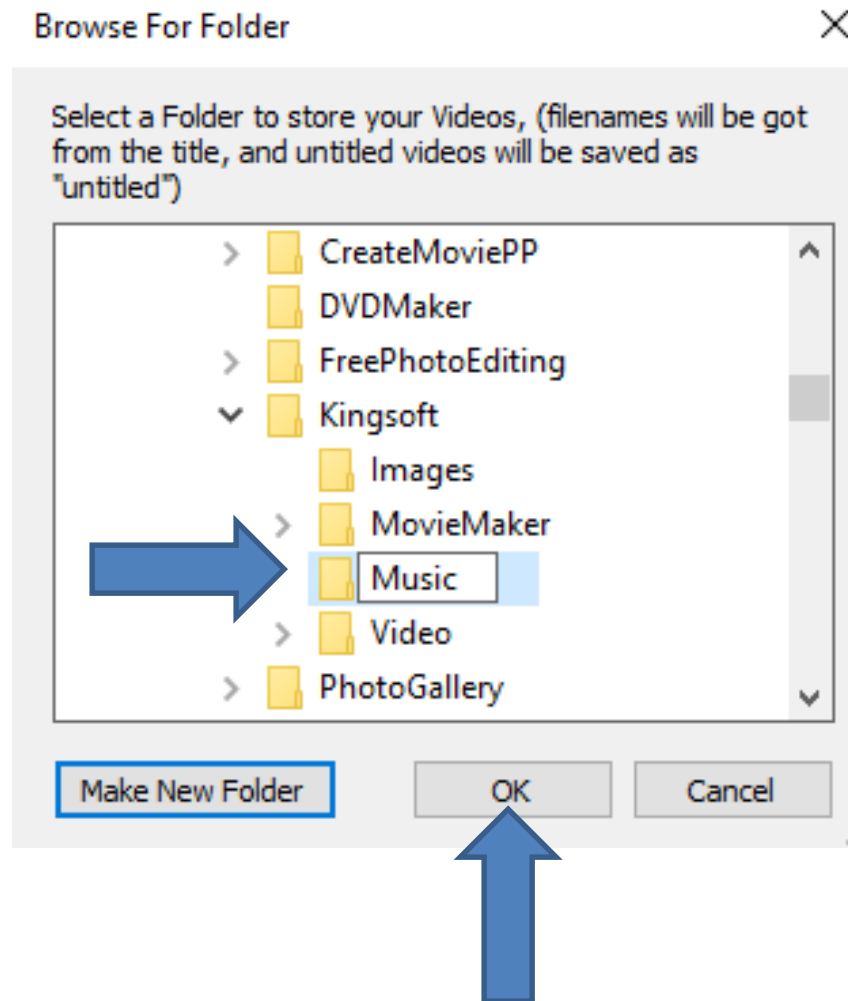 Browse For Folder
Select a Folder to store your Videos, (filenames will be got
from the title, and untitled videos will be saved as
"untitled")
CreateMoviePP
DVDMaker
FreePhotoEditing
Kingsoft
Images
MovieMaker
Music
Video
PhotoGallery
Make New Folder OK Cancel